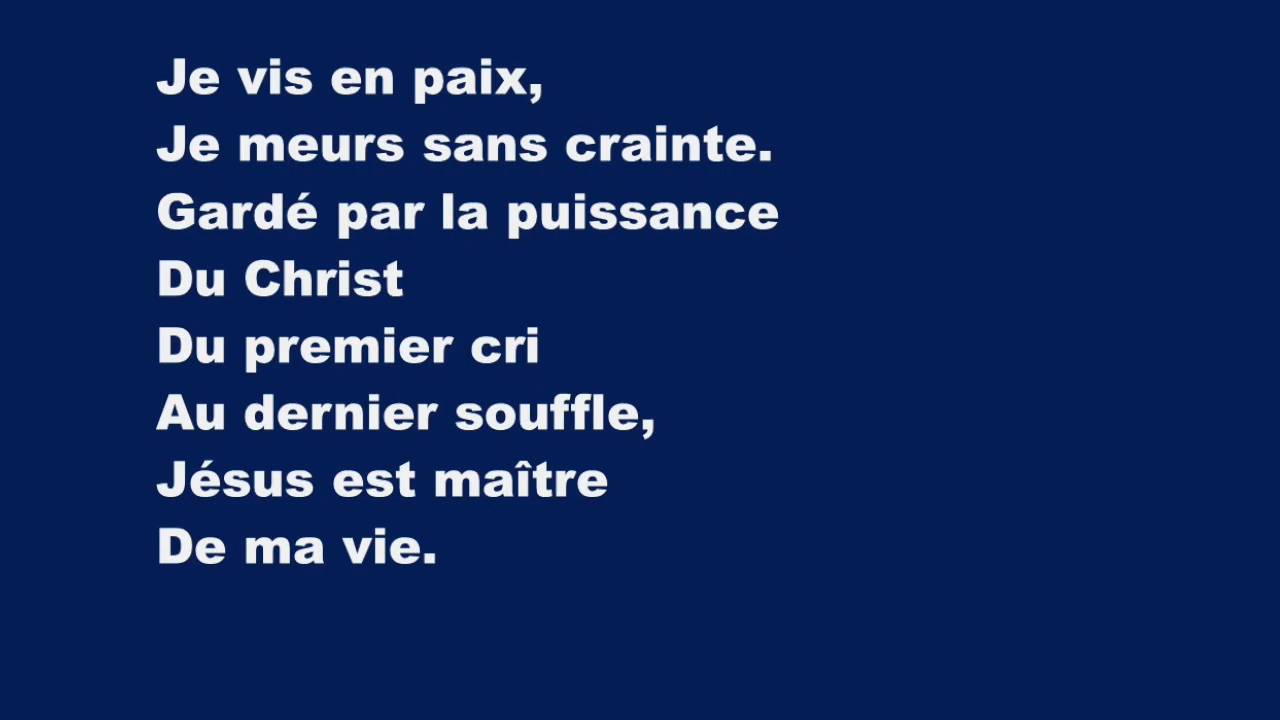 Je vis en paix,
Je meurs sans crainte.
Gardé par la puissance
Du Christ
Du premier cri
Au dernier souffle,
Jésus est maître
De ma vie.